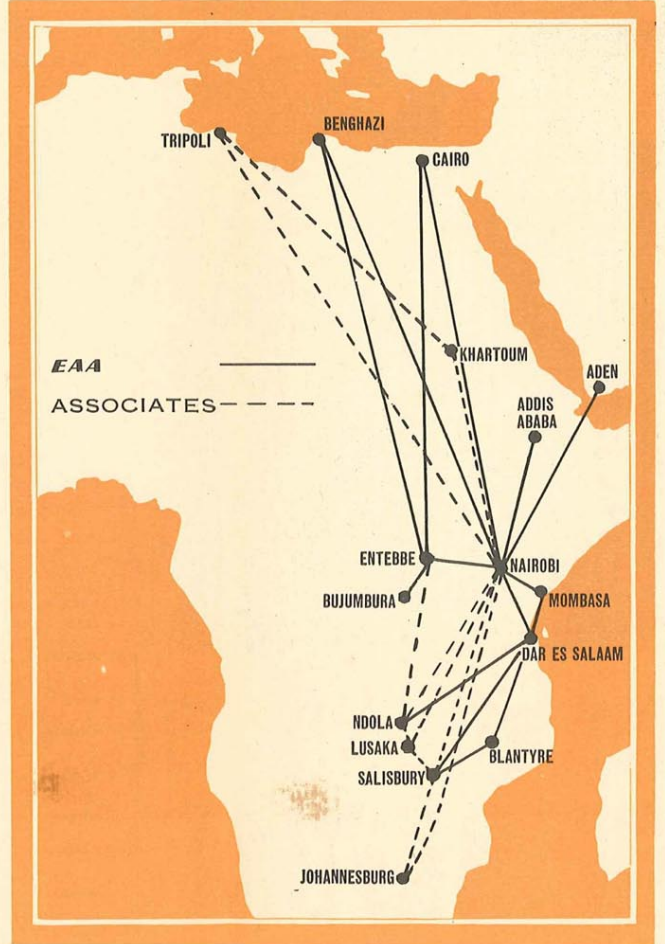 BENGHAZI
TRIPOLI
CAIRO
KHARTOUM
EAA
ADEN
ASSOCIATES
ADDIS
ABABA
ENTEBBE
NAIROBI
BUJUMBURA
MOMBASA
DAR ES SALAAM
NDOLA
LUSAKA
BLANTYRE
SALISBURY
JOHANNESBURG